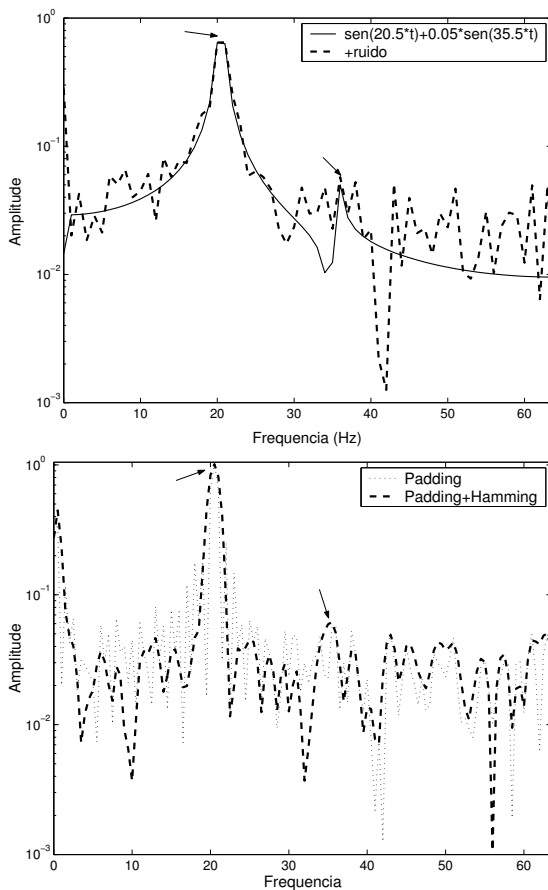 10^0
10^-1
10^-2
10^-3
Amplitude
sen(20.5*t)+0.05*sen(35.5*t)
+ruido
0 10 20 30 40 50 60
Frequencia (Hz)
10^0
10^-1
10^-2
10^-3
Amplitude
Padding
Padding+Hamming
0 10 20 30 40 50 60
Frequencia